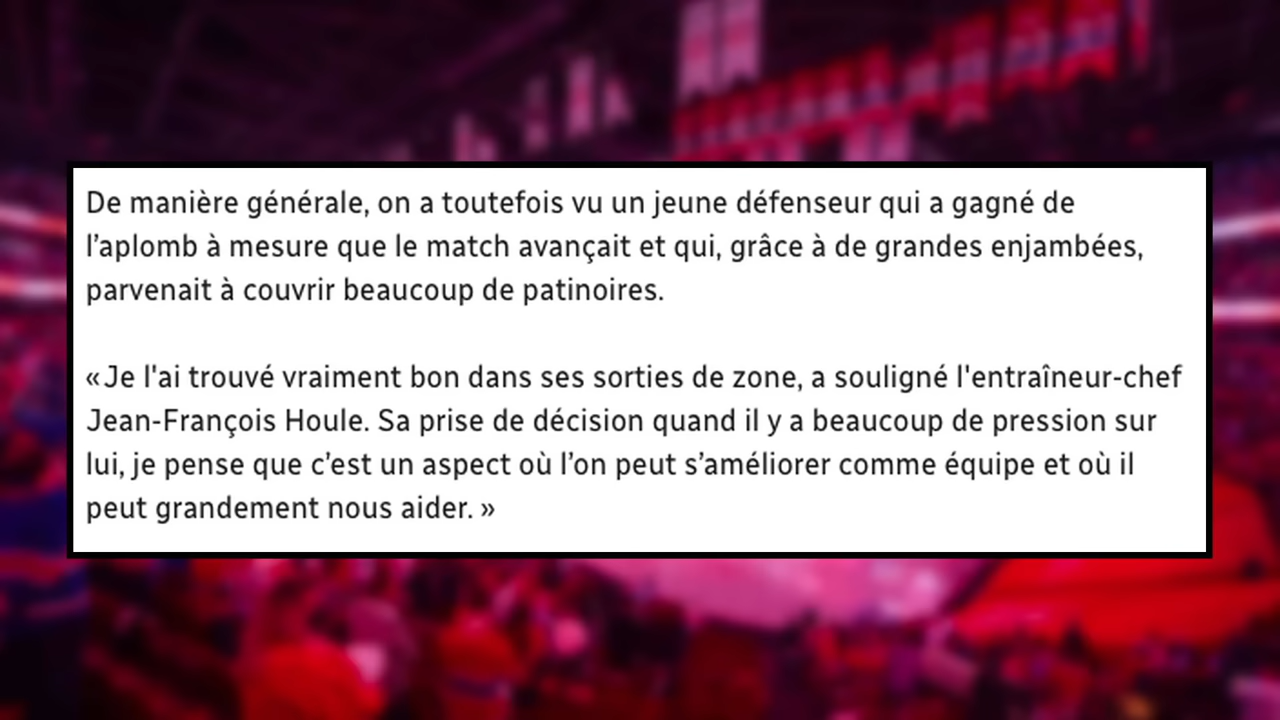 De manière générale, on a toutefois vu un jeune défenseur qui a gagné de
l’aplomb à mesure que le match avançait et qui, grâce à de grandes enjambées,
parvenait à couvrir beaucoup de patinoires.
«Je l'ai trouvé vraiment bon dans ses sorties de zone, a souligné l'entraîneur-chef
Jean-François Houle. Sa prise de décision quand il y a beaucoup de pression sur
lui, je pense que c’est un aspect où l’on peut s’améliorer comme équipe et où il
peut grandement nous aider. »